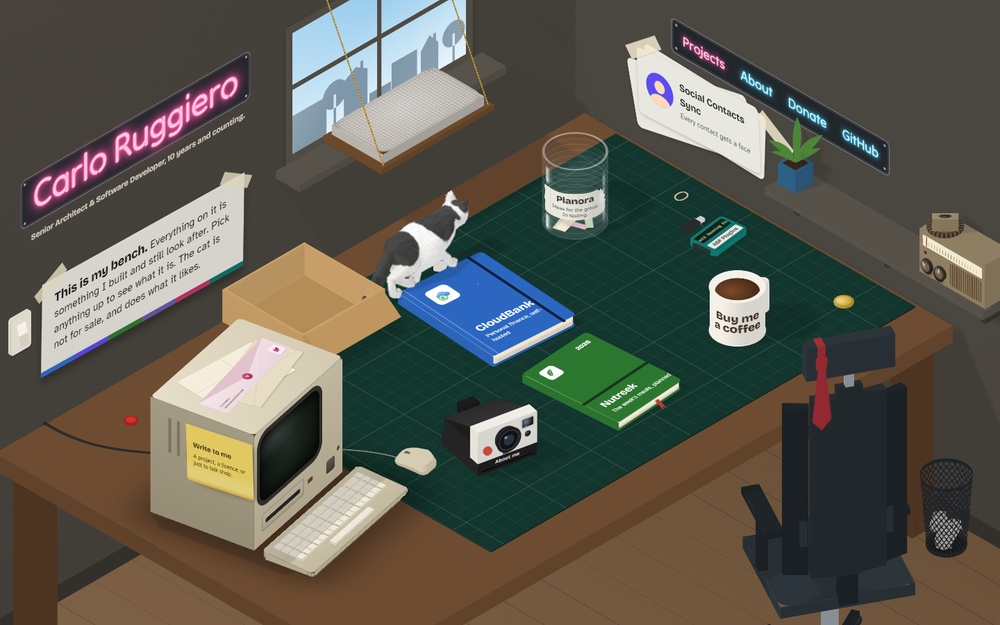 Carlo Ruggiero
Senior Architect & Software Developer, 10 years and counting.
This is my bench. Everything on it is
something I built and still look after. Pick
anything up to see what it is. The cat is
not for sale, and does what it likes.
Projects
About
Donate
GitHub
Social Contacts
Sync
Every contact gets a face
Planora
Ideas for the group.
In testing.
CloudBank
Personal finance, self-
hosted
2026
Nutreek
The week's meals, planned
Buy me
a coffee
About me
Write to me
A project, a licence, or
just to talk shop.